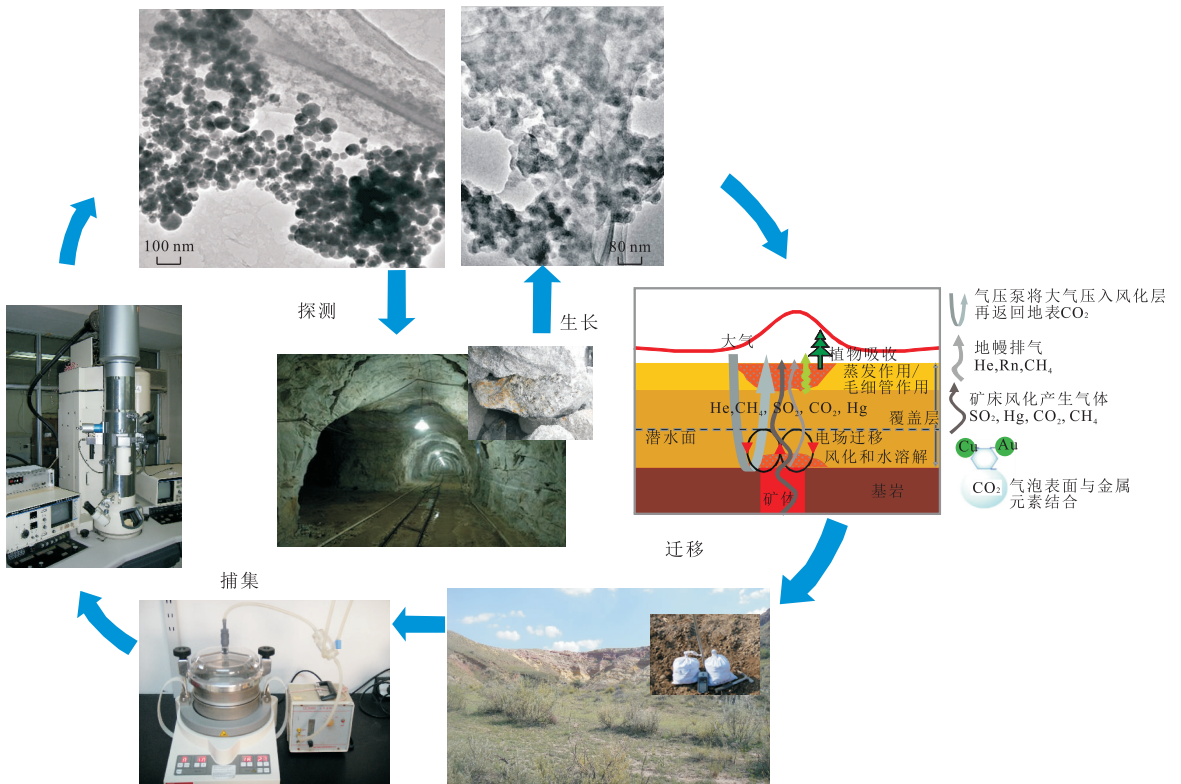 100 nm
80 nm
探测
生长
大气
植物吸收
蒸发作用/
毛细管作用
He,CH₄, SO₂, CO₂, Hg
覆盖层
潜水面
电场迁移
风化和水溶解
矿体
基岩
气压泵将大气压入风化层
再返回地表CO₂
地幔排气
He,Rn,CH₄
矿床风化产生气体
SO₂, Hg, CO₂, CH₄
Cu
Au
CO₂
气泡表面与金属
元素结合
迁移
捕集